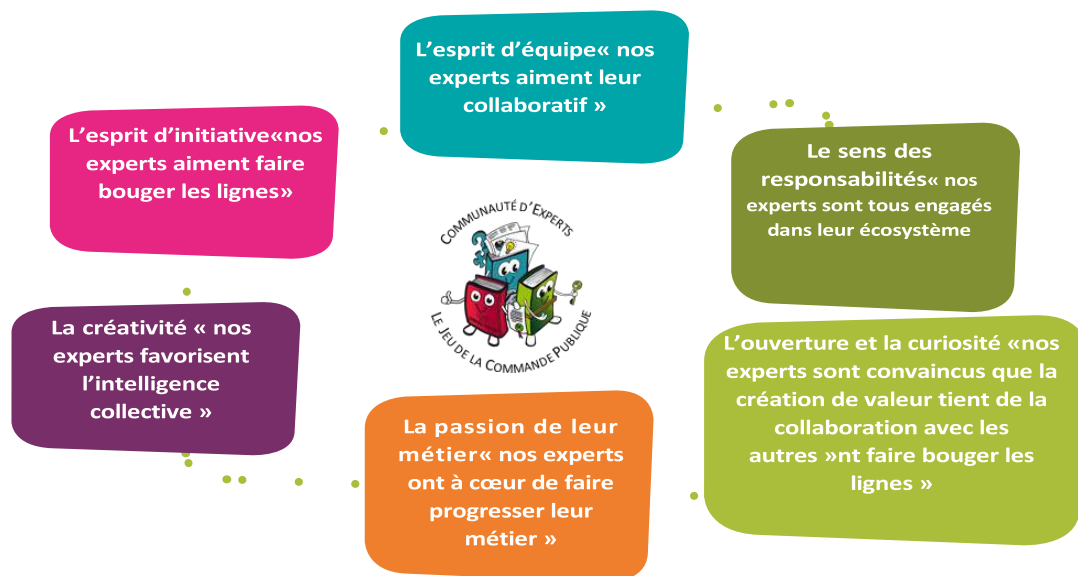 L’esprit d’équipe« nos
experts aiment leur
collaboratif »
L’esprit d’initiative«nos
experts aiment faire
bouger les lignes»
Le sens des
responsabilités« nos
experts sont tous engagés
dans leur écosystème
COMMUNAUTÉ D’EXPERTS
LE JEU DE LA COMMANDE PUBLIQUE
La créativité « nos
experts favorisent
l’intelligence
collective »
L’ouverture et la curiosité «nos
experts sont convaincus que la
création de valeur tient de la
collaboration avec les
autres »nt faire bouger les
lignes »
La passion de leur
métier« nos experts
ont à cœur de faire
progresser leur
métier »